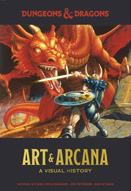 DUNGEONS & DRAGONS
ART & ARCANA
A VISUAL HISTORY